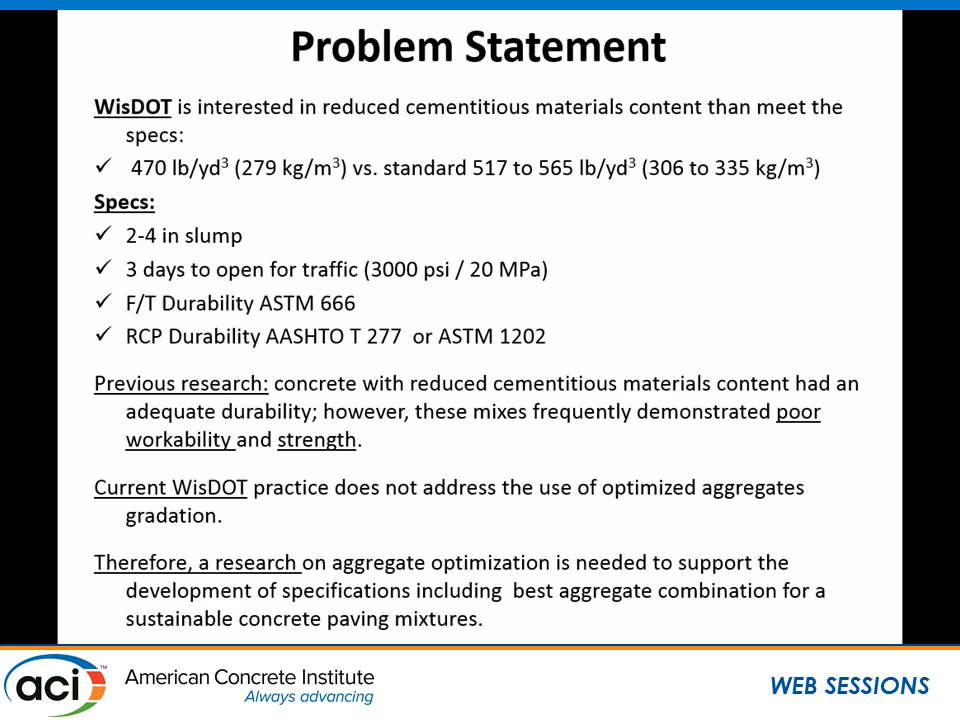 Problem Statement
WisDOT is interested in reduced cementitious materials content than meet the
specs:
✓ 470 lb/yd³ (279 kg/m³) vs. standard 517 to 565 lb/yd³ (306 to 335 kg/m³)
Specs:
✓ 2-4 in slump
✓ 3 days to open for traffic (3000 psi / 20 MPa)
✓ F/T Durability ASTM 666
✓ RCP Durability AASHTO T 277 or ASTM 1202
Previous research: concrete with reduced cementitious materials content had an
adequate durability; however, these mixes frequently demonstrated poor
workability and strength.
Current WisDOT practice does not address the use of optimized aggregates
gradation.
Therefore, a research on aggregate optimization is needed to support the
development of specifications including best aggregate combination for a
sustainable concrete paving mixtures.
aci™
American Concrete Institute
Always advancing
WEB SESSIONS